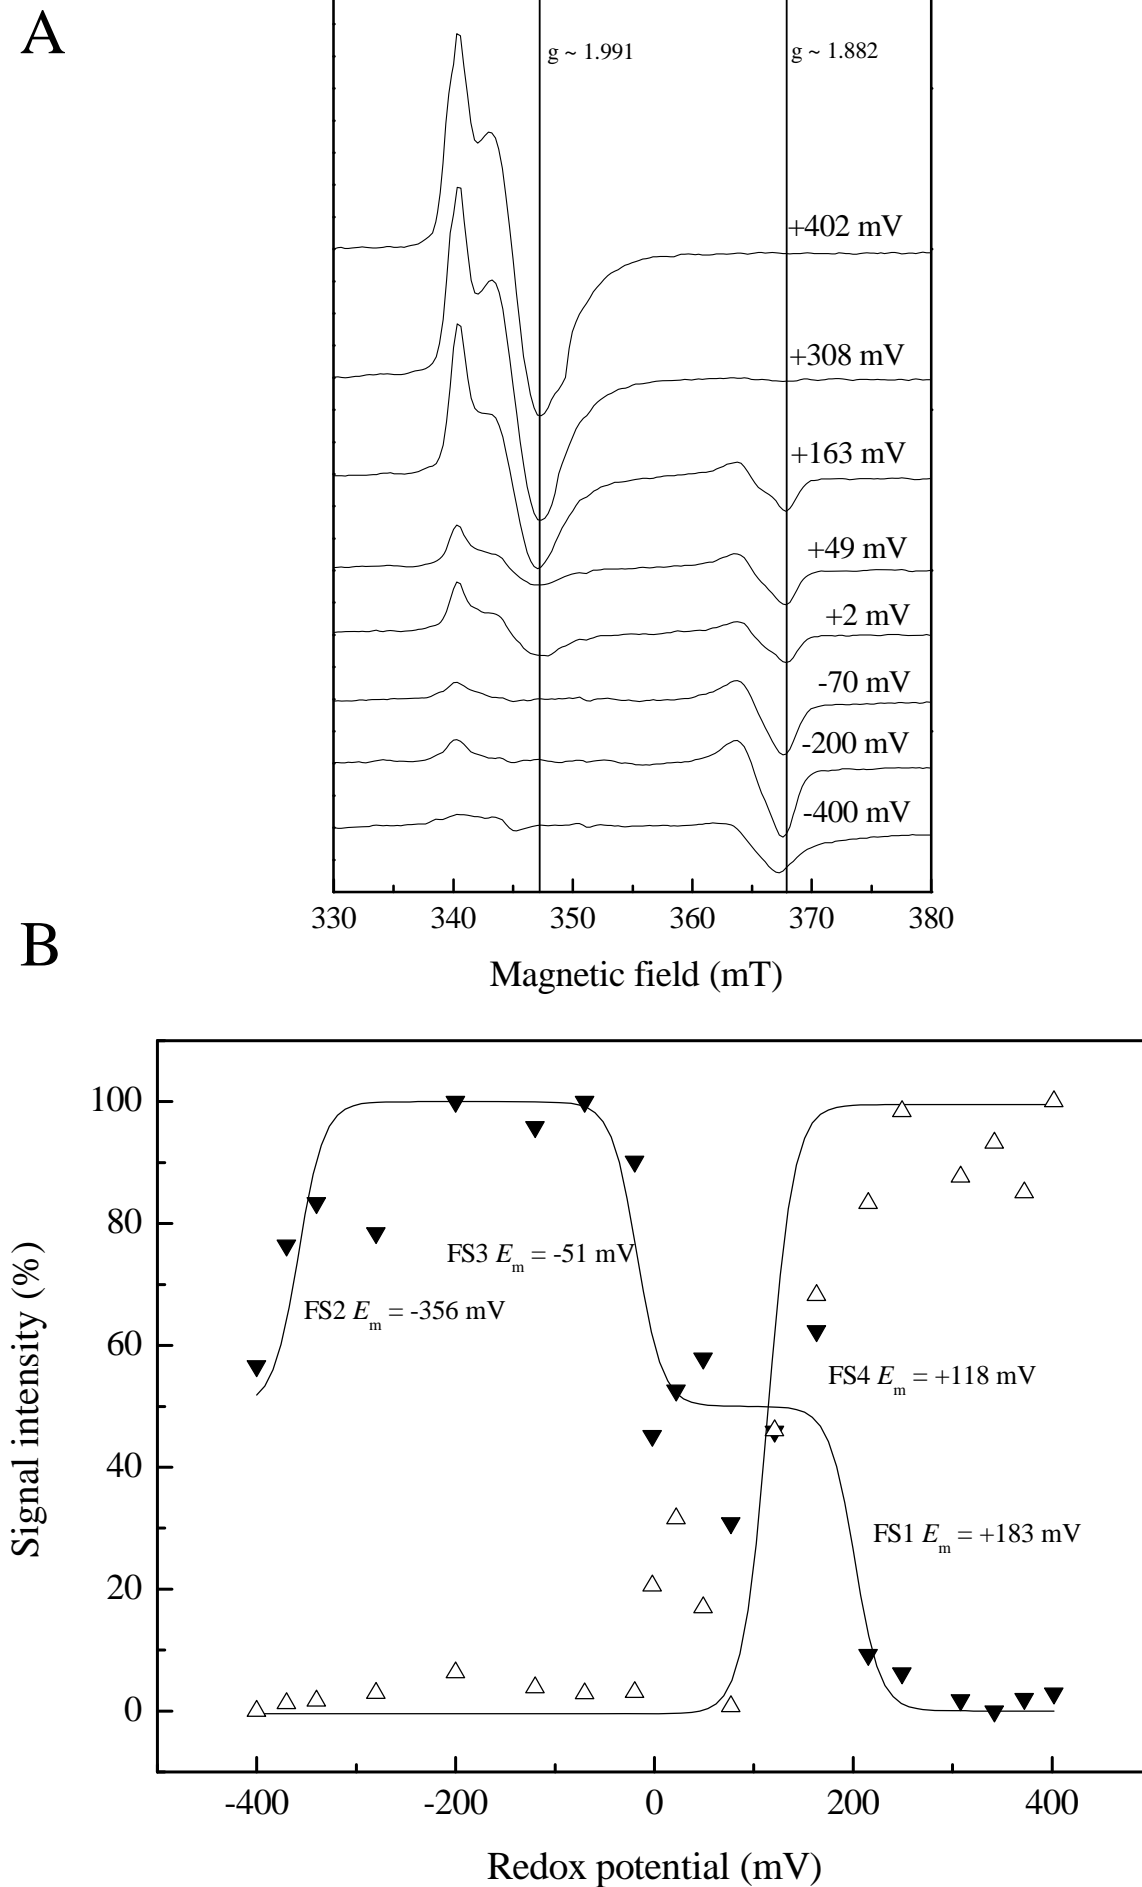 A
g ~ 1.991
g ~ 1.882
+402 mV
+308 mV
+163 mV
+49 mV
+2 mV
-70 mV
-200 mV
-400 mV
330 340 350 360 370 380
Magnetic field (mT)
B
100
80
60
40
20
0
Signal intensity (%)
FS3 Em = -51 mV
FS2 Em = -356 mV
FS4 Em = +118 mV
FS1 Em = +183 mV
-400 -200 0 200 400
Redox potential (mV)